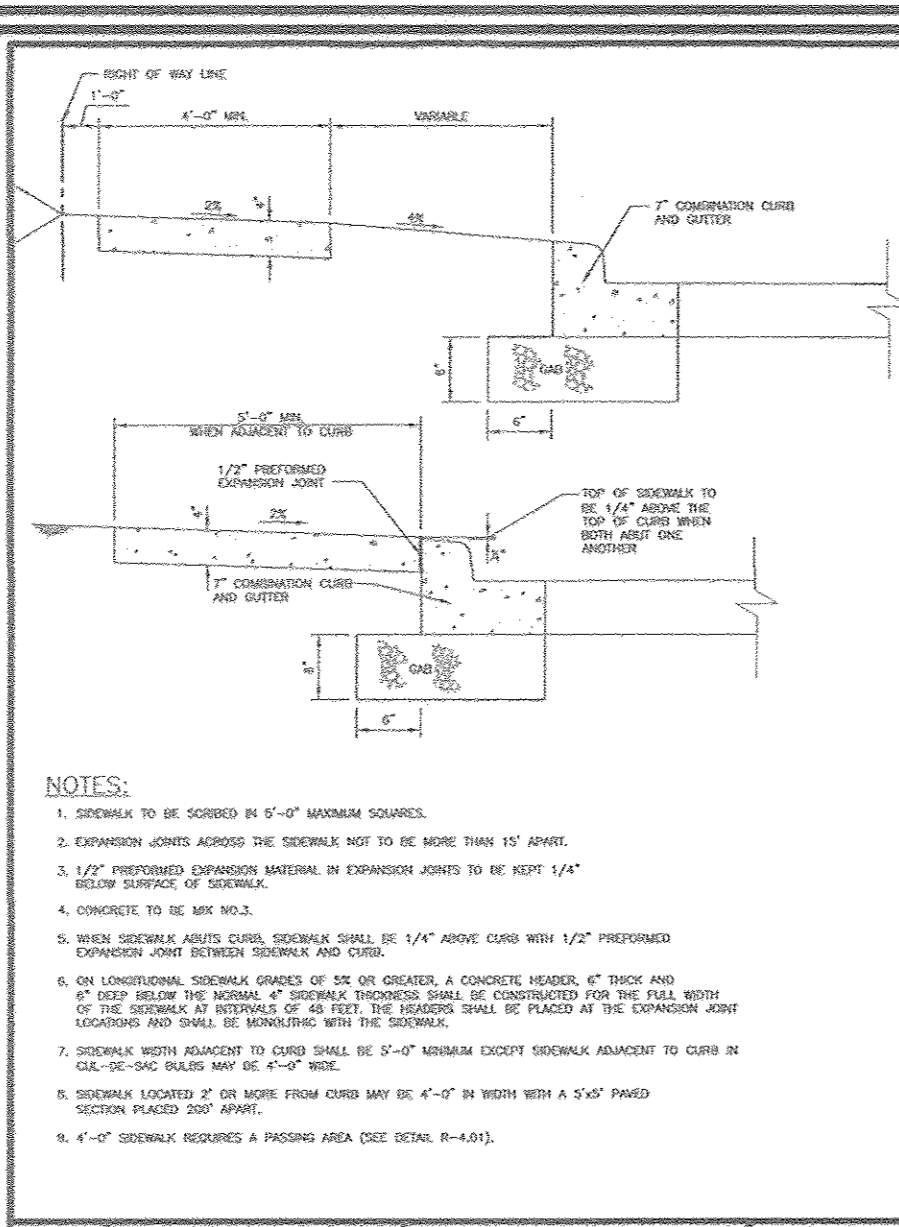 RIGHT OF WAY LINE
1'-0"
4'-0" MIN.
VARIABLE
2%
4"
4%
7" COMBINATION CURB
AND GUTTER
6"
GAB
6"
5'-0" MIN.
WHEN ADJACENT TO CURB
1/2" PREFORMED
EXPANSION JOINT
TOP OF SIDEWALK TO
BE 1/4" ABOVE THE
TOP OF CURB WHEN
BOTH ABUT ONE
ANOTHER
4"
2%
7" COMBINATION CURB
AND GUTTER
GAB
6"
NOTES:
1. SIDEWALK TO BE SCRIBED IN 5'-0" MAXIMUM SQUARES.
2. EXPANSION JOINTS ACROSS THE SIDEWALK NOT TO BE MORE THAN 15' APART.
3. 1/2" PREFORMED EXPANSION MATERIAL IN EXPANSION JOINTS TO BE KEPT 1/4"
BELOW SURFACE OF SIDEWALK.
4. CONCRETE TO BE MIX NO.3.
5. WHEN SIDEWALK ABUTS CURB, SIDEWALK SHALL BE 1/4" ABOVE CURB WITH 1/2" PREFORMED
EXPANSION JOINT BETWEEN SIDEWALK AND CURB.
6. ON LONGITUDINAL SIDEWALK GRADES OF 5% OR GREATER, A CONCRETE HEADER, 6" THICK AND
6" DEEP BELOW THE NORMAL 4" SIDEWALK THICKNESS SHALL BE CONSTRUCTED FOR THE FULL WIDTH
OF THE SIDEWALK AT INTERVALS OF FEET. THE HEADERS SHALL BE PLACED AT THE EXPANSION JOINT
LOCATIONS AND SHALL BE MONOLITHIC WITH THE SIDEWALK.
7. SIDEWALK WIDTH ADJACENT TO CURB SHALL BE 5'-0" MINIMUM EXCEPT SIDEWALK ADJACENT TO CURB IN
CUL-DE-SAC BULBS MAY BE 4'-0" WIDE.
8. SIDEWALK LOCATED 2' OR MORE FROM CURB MAY BE 4'-0" IN WIDTH WITH A 5'x5' PAVED
SECTION PLACED 200' APART.
9. 4'-0" SIDEWALK REQUIRES A PASSING AREA (SEE DETAIL R-4.01).